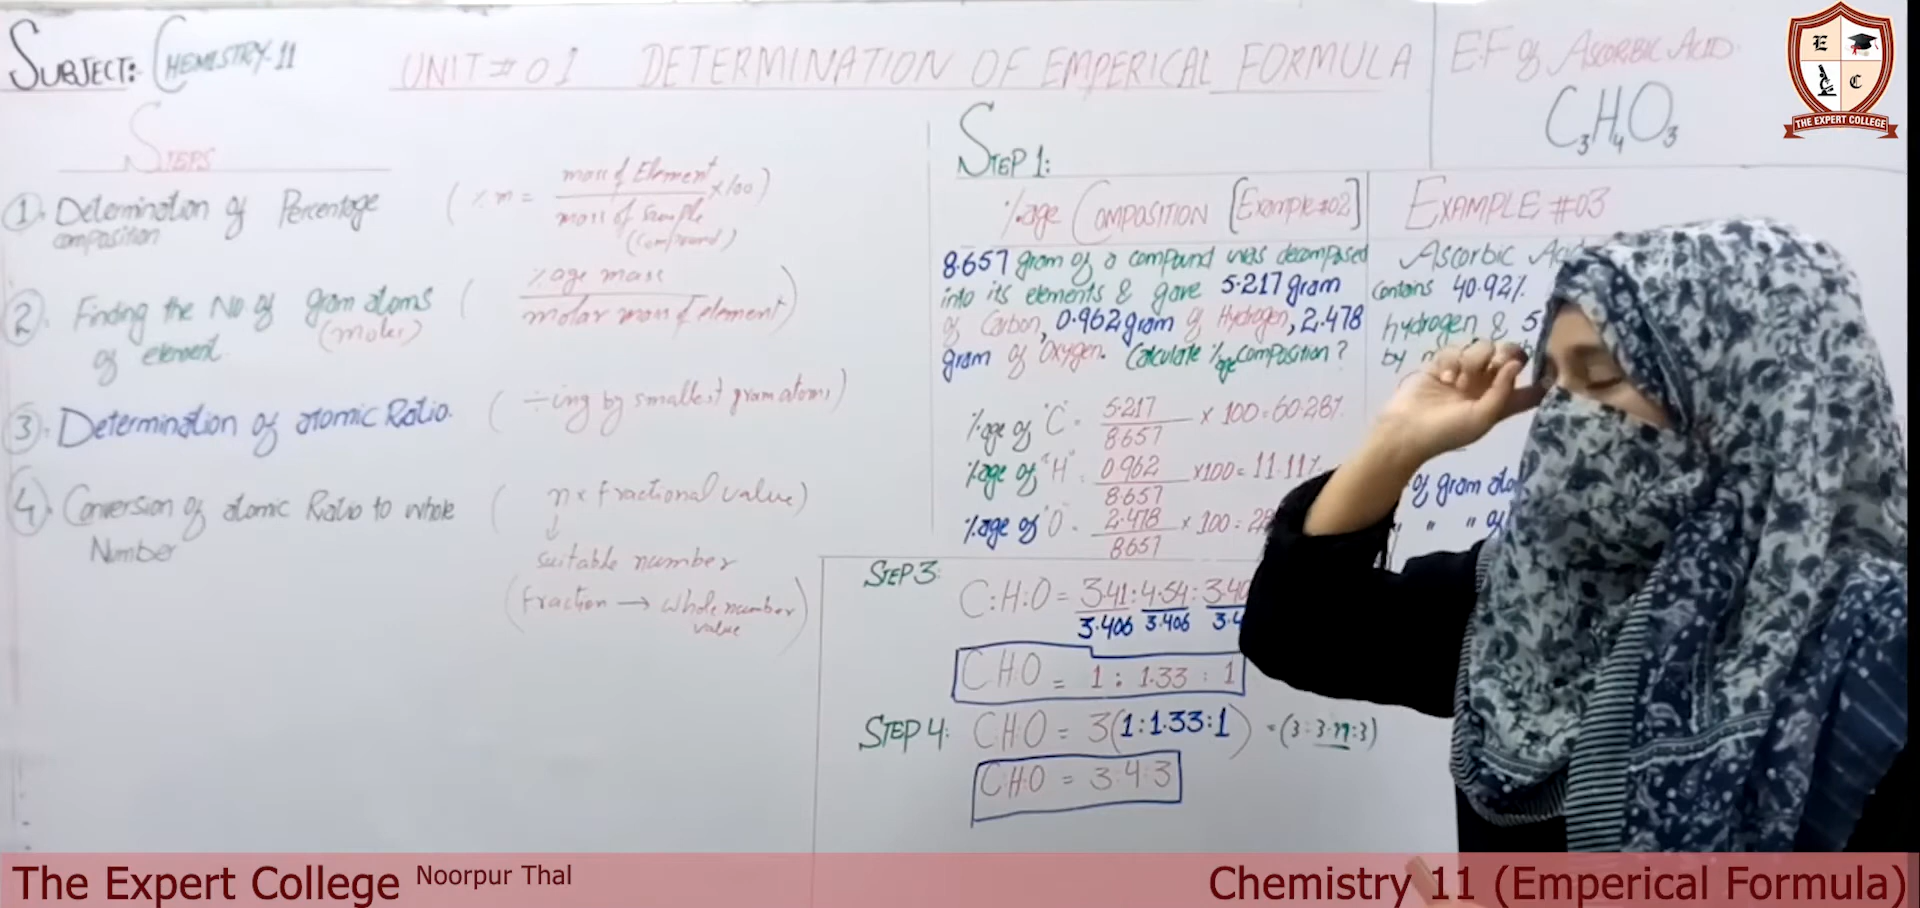 SUBJECT: CHEMISTRY-11
UNIT # 01 DETERMINATION OF EMPERICAL FORMULA
E.F of ASCORBIC ACID
C3H4O3
E C
THE EXPERT COLLEGE
STEPS
1. Determination of Percentage composition
(% m = mass of Element / mass of sample (compound) x 100)
2. Finding the No of gram atoms (moles) of element
(%age mass / molar mass of element)
3. Determination of atomic Ratio.
(÷ing by smallest gram atoms)
4. Conversion of atomic Ratio to whole Number
(n x fractional value)
↓
suitable number
(fraction → whole number value)
STEP 1:
%age COMPOSITION [Example #02]
8.657 gram of a compound was decomposed
into its elements & gave 5.217 gram
of Carbon, 0.962 gram of Hydrogen, 2.478
gram of Oxygen. Calculate %age composition?
%age of "C" = 5.217 / 8.657 x 100 = 60.28%
%age of "H" = 0.962 / 8.657 x 100 = 11.11%
%age of "O" = 2.478 / 8.657 x 100 = 28
EXAMPLE #03
Ascorbic
contains 40.92%
hydrogen & 5
by
of gram
" " " of
STEP 3:
C:H:O = 3.41/3.406 : 4.54/3.406 : 3.40/3.4
C:H:O = 1 : 1.33 : 1
STEP 4: C:H:O = 3(1:1.33:1) = (3:3.99:3)
C:H:O = 3:4:3
The Expert College Noorpur Thal
Chemistry 11 (Emperical Formula)